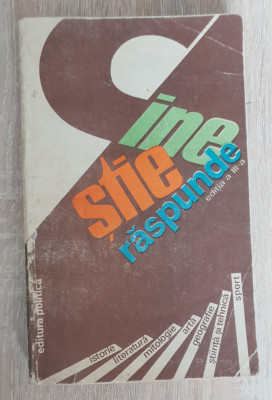 Cine
știe
răspunde
ediția a III-a
editura politică
istorie
literatură
mitologie
artă
geografie
știință și tehnică
sport